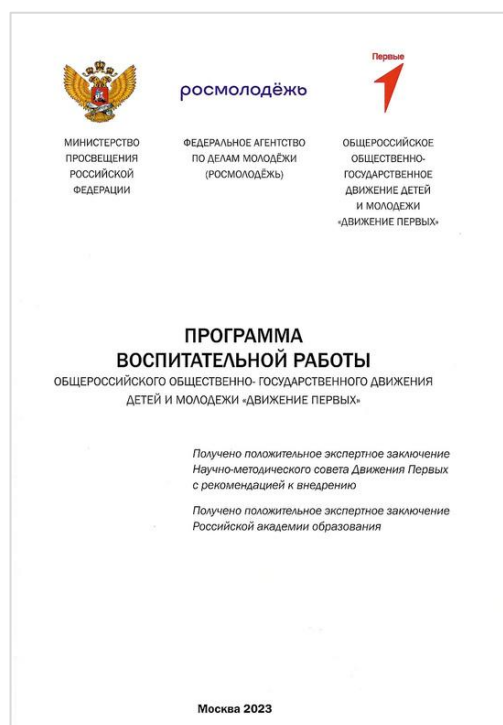 Первые
росмолодёжь
МИНИСТЕРСТВО
ПРОСВЕЩЕНИЯ
РОССИЙСКОЙ
ФЕДЕРАЦИИ
ФЕДЕРАЛЬНОЕ АГЕНТСТВО
ПО ДЕЛАМ МОЛОДЁЖИ
(РОСМОЛОДЁЖЬ)
ОБЩЕРОССИЙСКОЕ
ОБЩЕСТВЕННО-
ГОСУДАРСТВЕННОЕ
ДВИЖЕНИЕ ДЕТЕЙ
И МОЛОДЕЖИ
«ДВИЖЕНИЕ ПЕРВЫХ»
ПРОГРАММА
ВОСПИТАТЕЛЬНОЙ РАБОТЫ
ОБЩЕРОССИЙСКОГО ОБЩЕСТВЕННО- ГОСУДАРСТВЕННОГО ДВИЖЕНИЯ
ДЕТЕЙ И МОЛОДЕЖИ «ДВИЖЕНИЕ ПЕРВЫХ»
Получено положительное экспертное заключение
Научно-методического совета Движения Первых
с рекомендацией к внедрению
Получено положительное экспертное заключение
Российской академии образования
Москва 2023